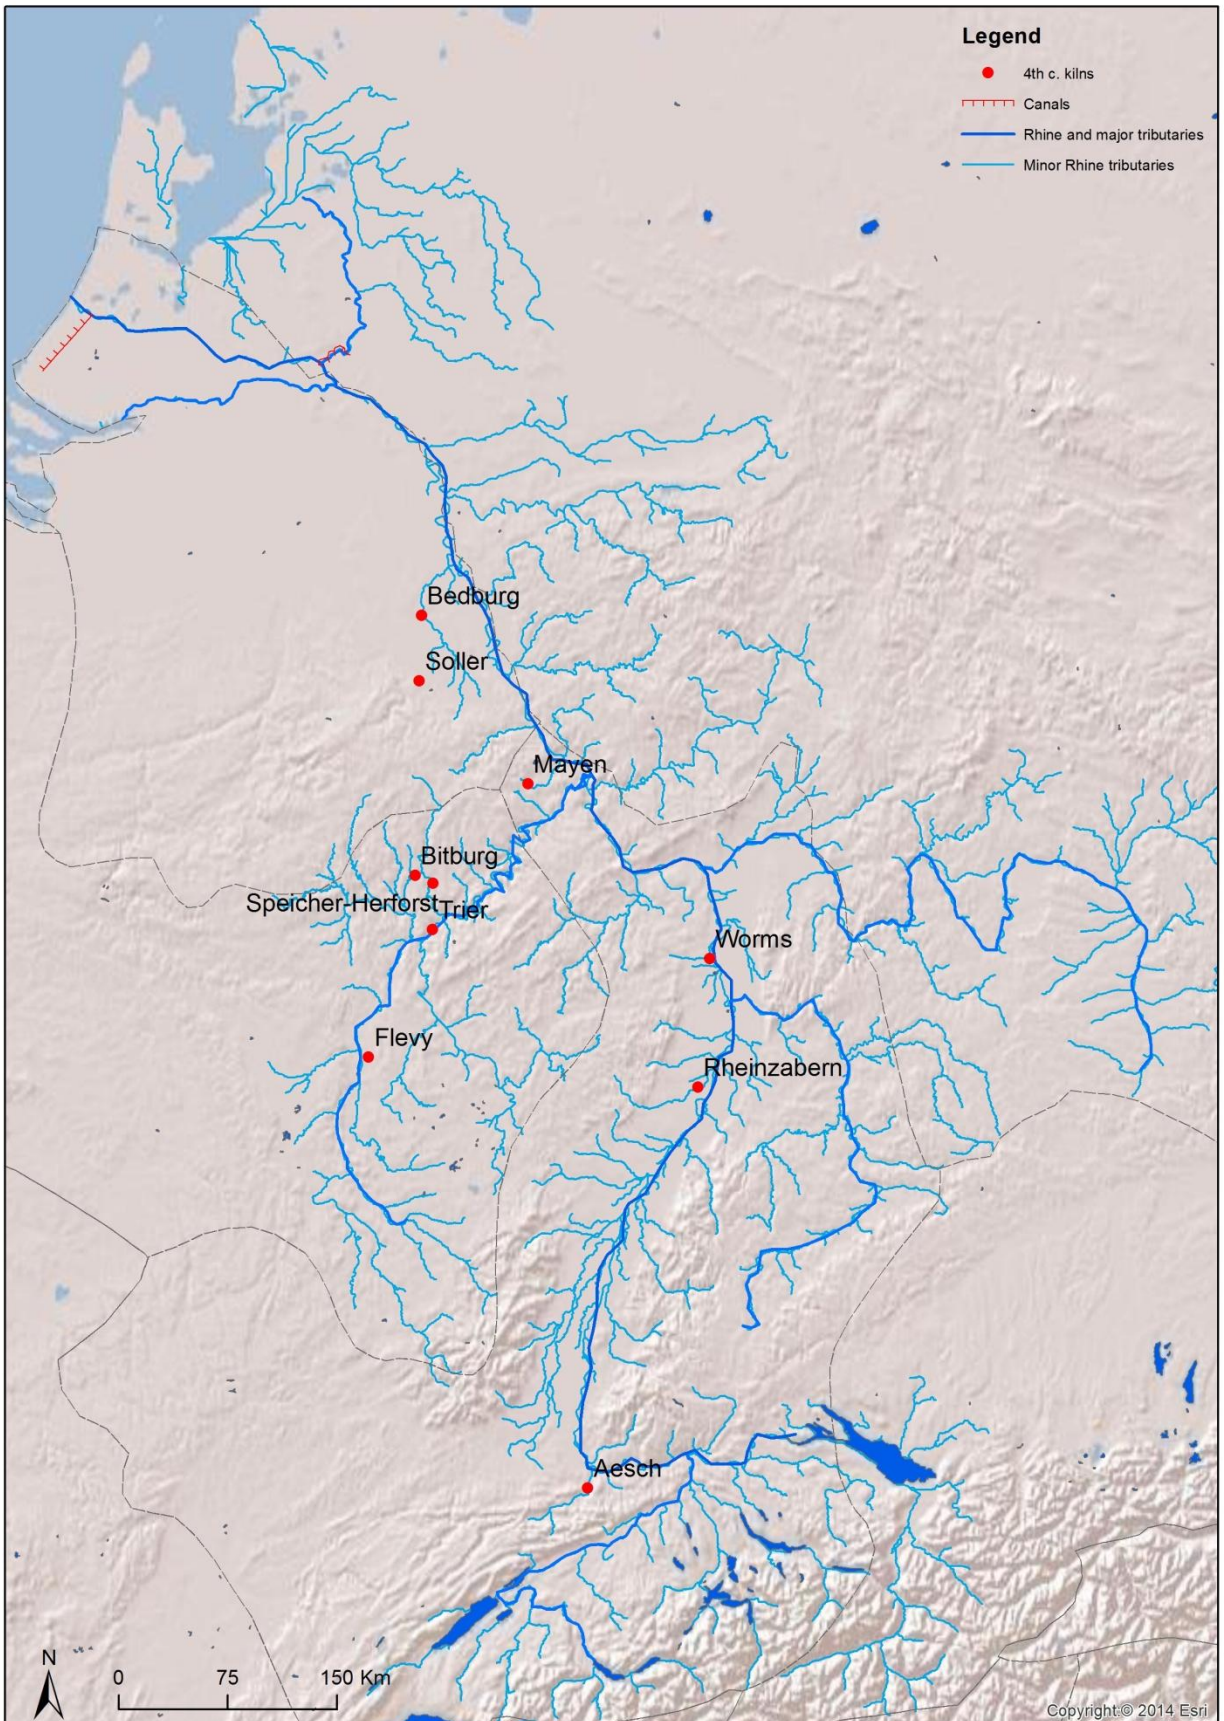 Legend
4th c. kilns
Canals
Rhine and major tributaries
Minor Rhine tributaries
Bedburg
Soller
Mayen
Bitburg
Speicher-Herforst
Trier
Worms
Flevy
Rheinzabern
Aesch
N
0 75 150 Km
Copyright:© 2014 Esri